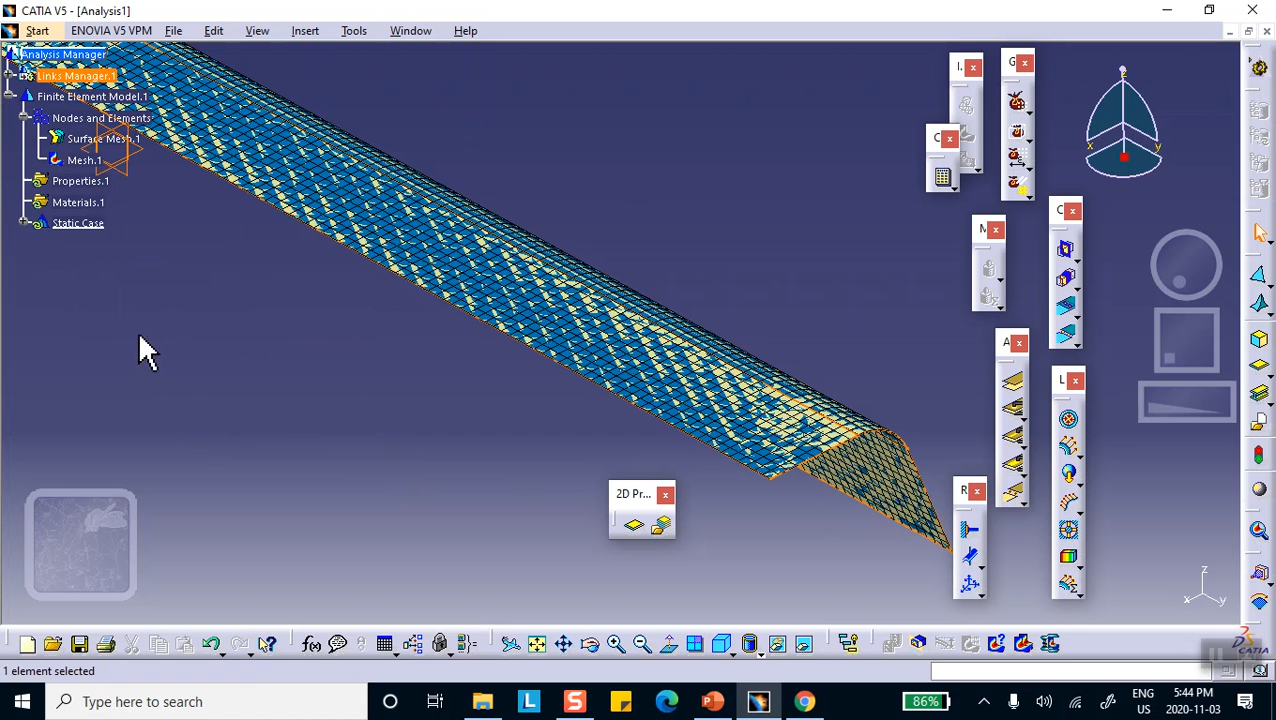 CATIA V5 - [Analysis1]
Start ENOVIA V5 VPM File Edit View Insert Tools Window Help
Analysis Manager
Links Manager.1
Finite Element Model.1
Nodes and Elements
Surface Mesh.1
Mesh.1
Properties.1
Materials.1
Static Case
I.
G
C
M
C
A
L
R
2D Pr...
z
x
y
z
x
y
f(x)
CATIA
1 element selected
Type here to search
L
S
86%
ENG
US
5:44 PM
2020-11-03